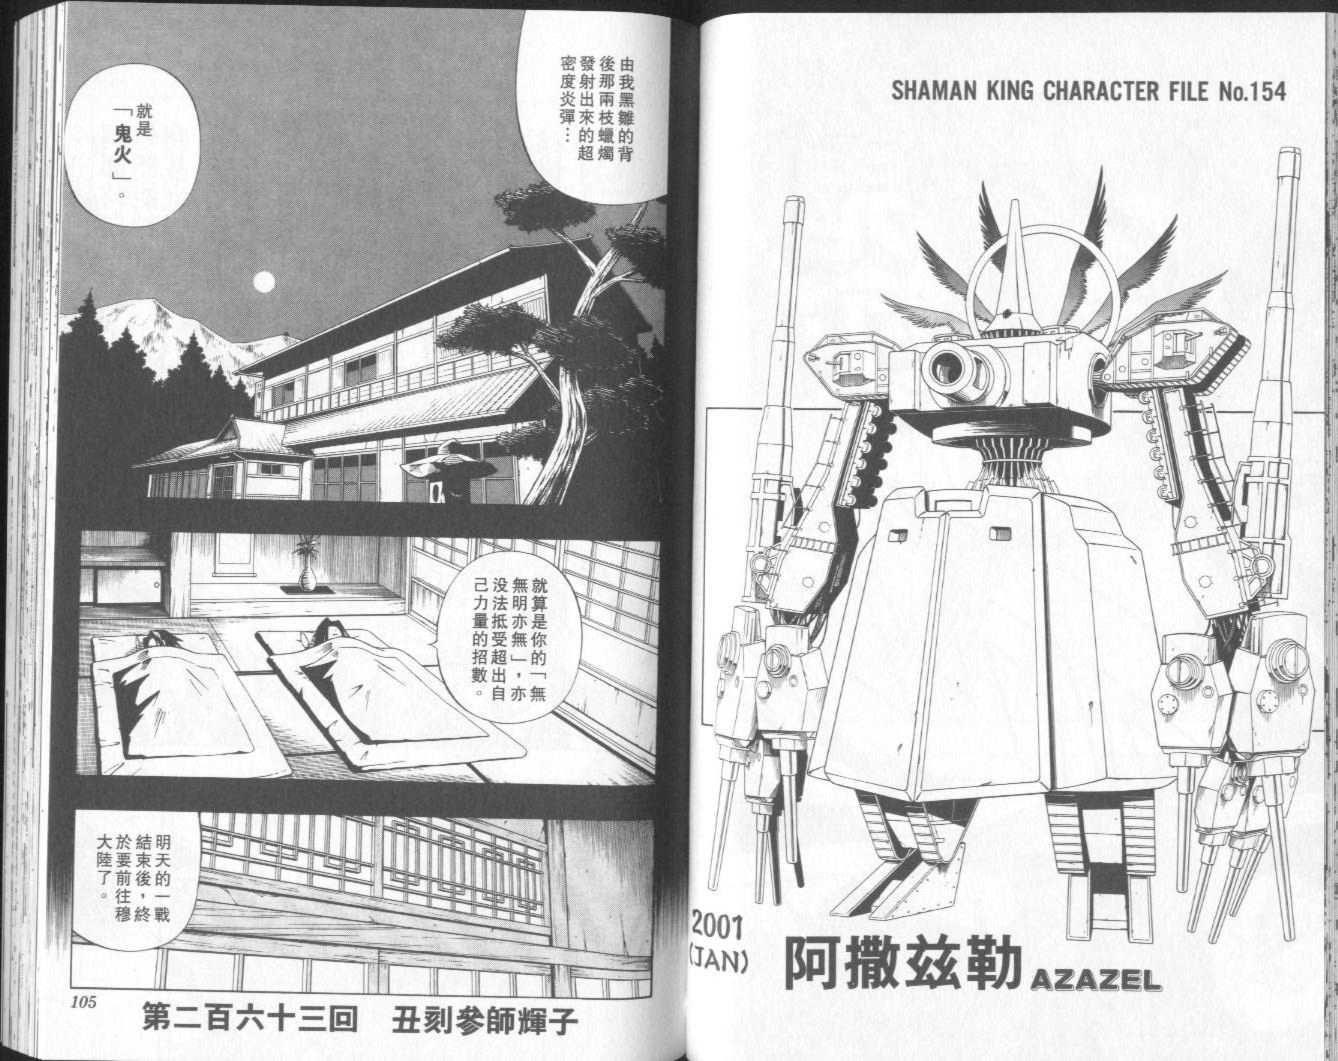 SHAMAN KING CHARACTER FILE No.154
2001
(JAN)
阿撒兹勒 AZAZEL
由我黑雛的背
後那兩枝蠟燭
發射出來的超
密度炎彈…
就是
「鬼火」。
就算是你的「無
無明亦無」，亦
沒法抵受超出自
己力量的招數。
明天的一戰
結束後，終
於要前往穆
大陸了。
105
第二百六十三回 丑刻參師輝子